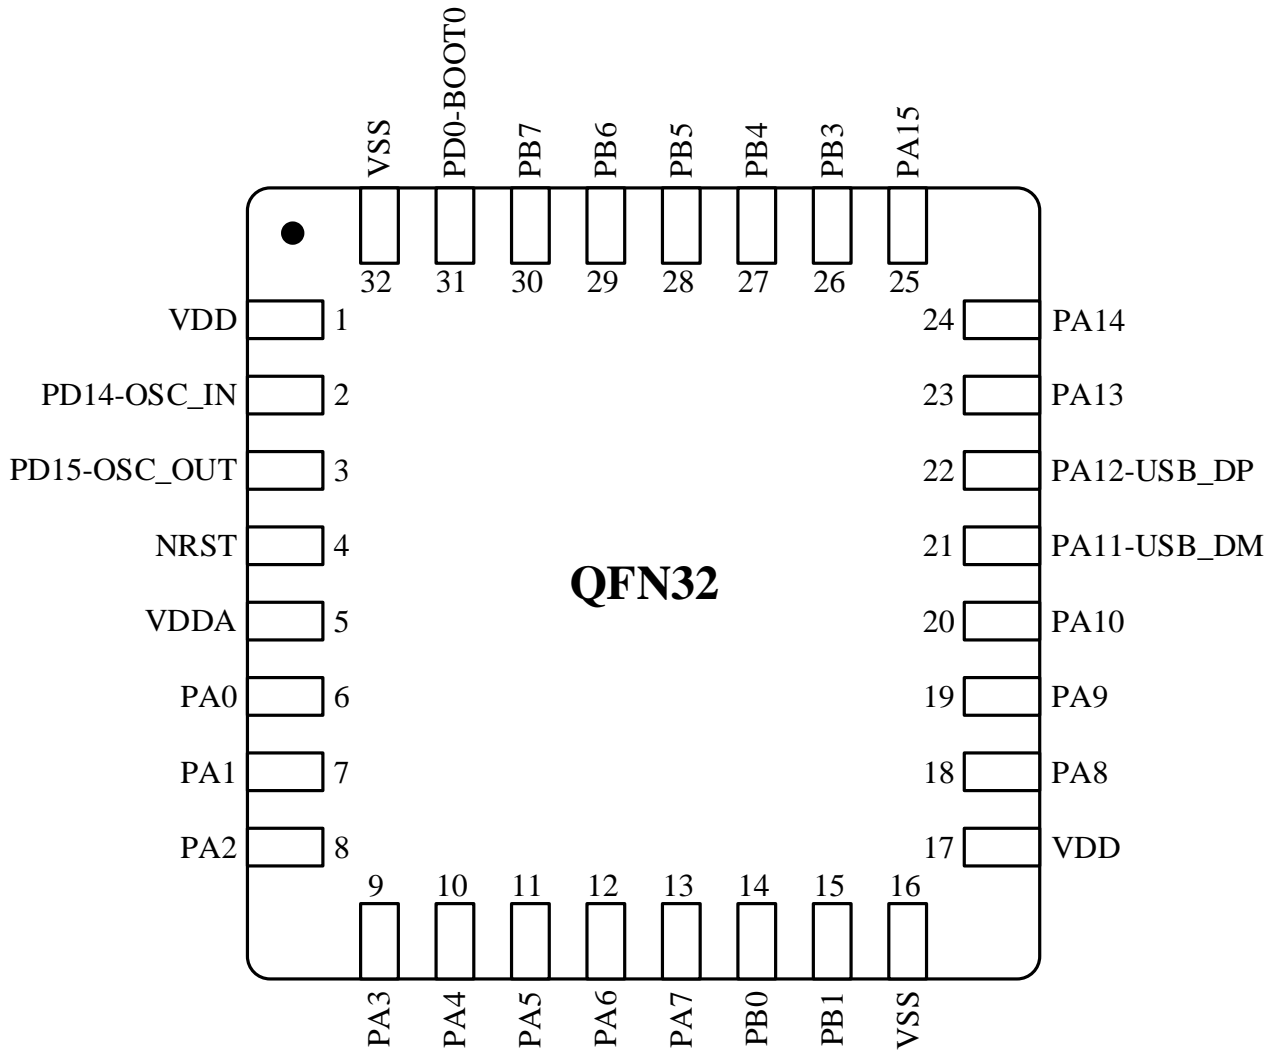 VSS
PD0-BOOT0
PB7
PB6
PB5
PB4
PB3
PA15
32 31 30 29 28 27 26 25
VDD 1 24 PA14
PD14-OSC_IN 2 23 PA13
PD15-OSC_OUT 3 22 PA12-USB_DP
NRST 4 21 PA11-USB_DM
QFN32
VDDA 5 20 PA10
PA0 6 19 PA9
PA1 7 18 PA8
PA2 8 17 VDD
9 10 11 12 13 14 15 16
PA3
PA4
PA5
PA6
PA7
PB0
PB1
VSS